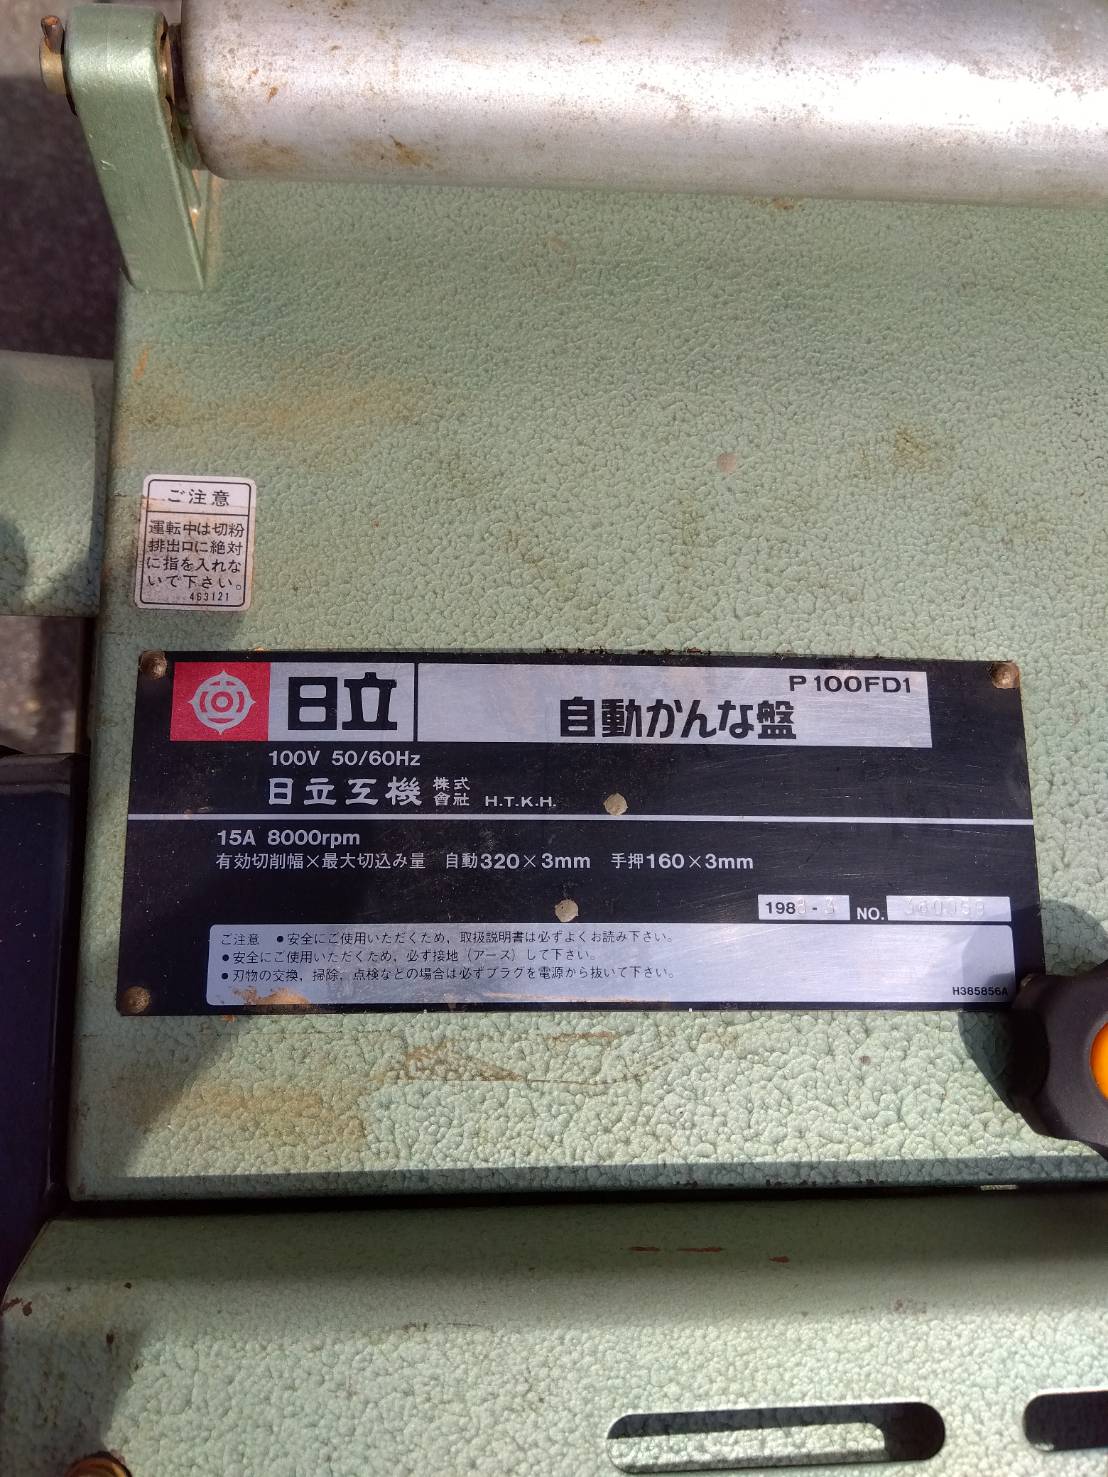 ご注意
運転中は切粉
排出口に絶対
に指を入れな
いで下さい。
463121
日立
P100FD1
自動かんな盤
100V 50/60Hz
日立工機 株式會社 H.T.K.H.
15A 8000rpm
有効切削幅×最大切込み量 自動320×3mm 手押160×3mm
198 -3 NO.
ご注意 ●安全にご使用いただくため，取扱説明書は必ずよくお読み下さい。
●安全にご使用いただくため，必ず接地（アース）して下さい。
●刃物の交換，掃除，点検などの場合は必ずプラグを電源から抜いて下さい。
H385856A